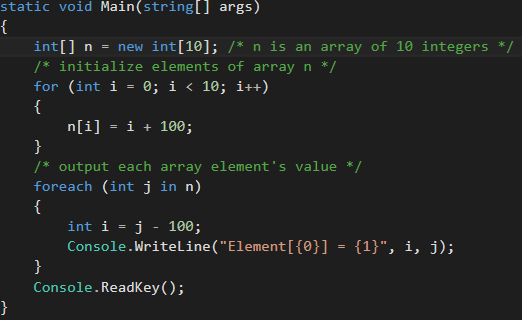 static void Main(string[] args)
{
    int[] n = new int[10]; /* n is an array of 10 integers */
    /* initialize elements of array n */
    for (int i = 0; i < 10; i++)
    {
        n[i] = i + 100;
    }
    /* output each array element's value */
    foreach (int j in n)
    {
        int i = j - 100;
        Console.WriteLine("Element[{0}] = {1}", i, j);
    }
    Console.ReadKey();
}